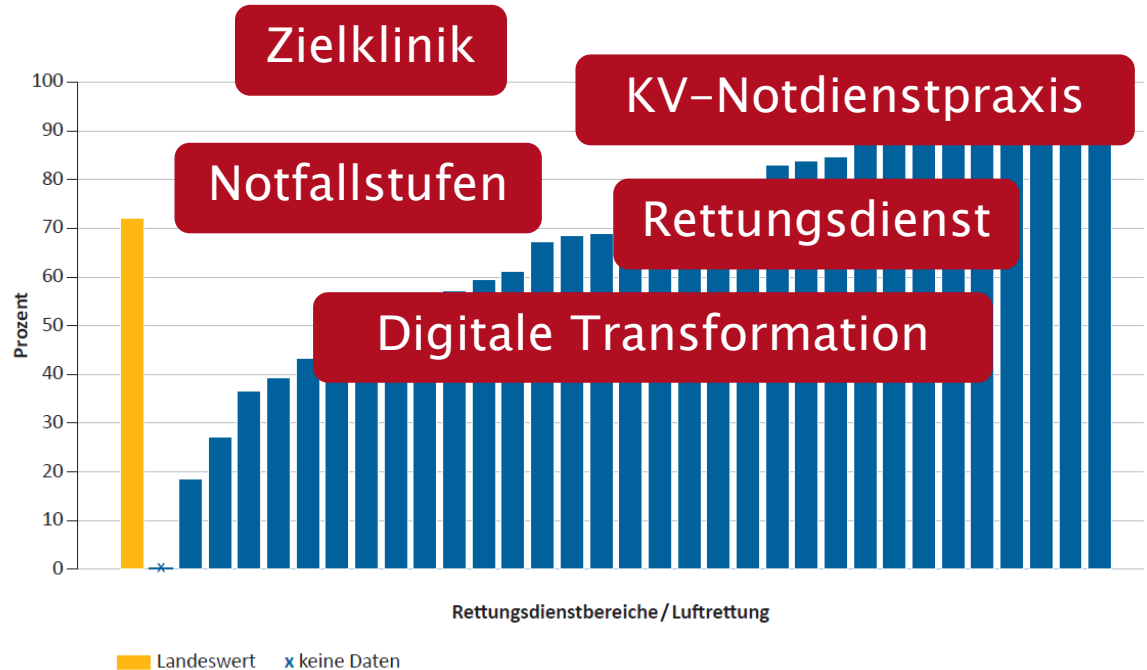 Zielklinik
KV-Notdienstpraxis
Notfallstufen
Rettungsdienst
Digitale Transformation
100
90
80
70
60
50
40
30
20
10
0
Prozent
x
Rettungsdienstbereiche / Luftrettung
Landeswert x keine Daten